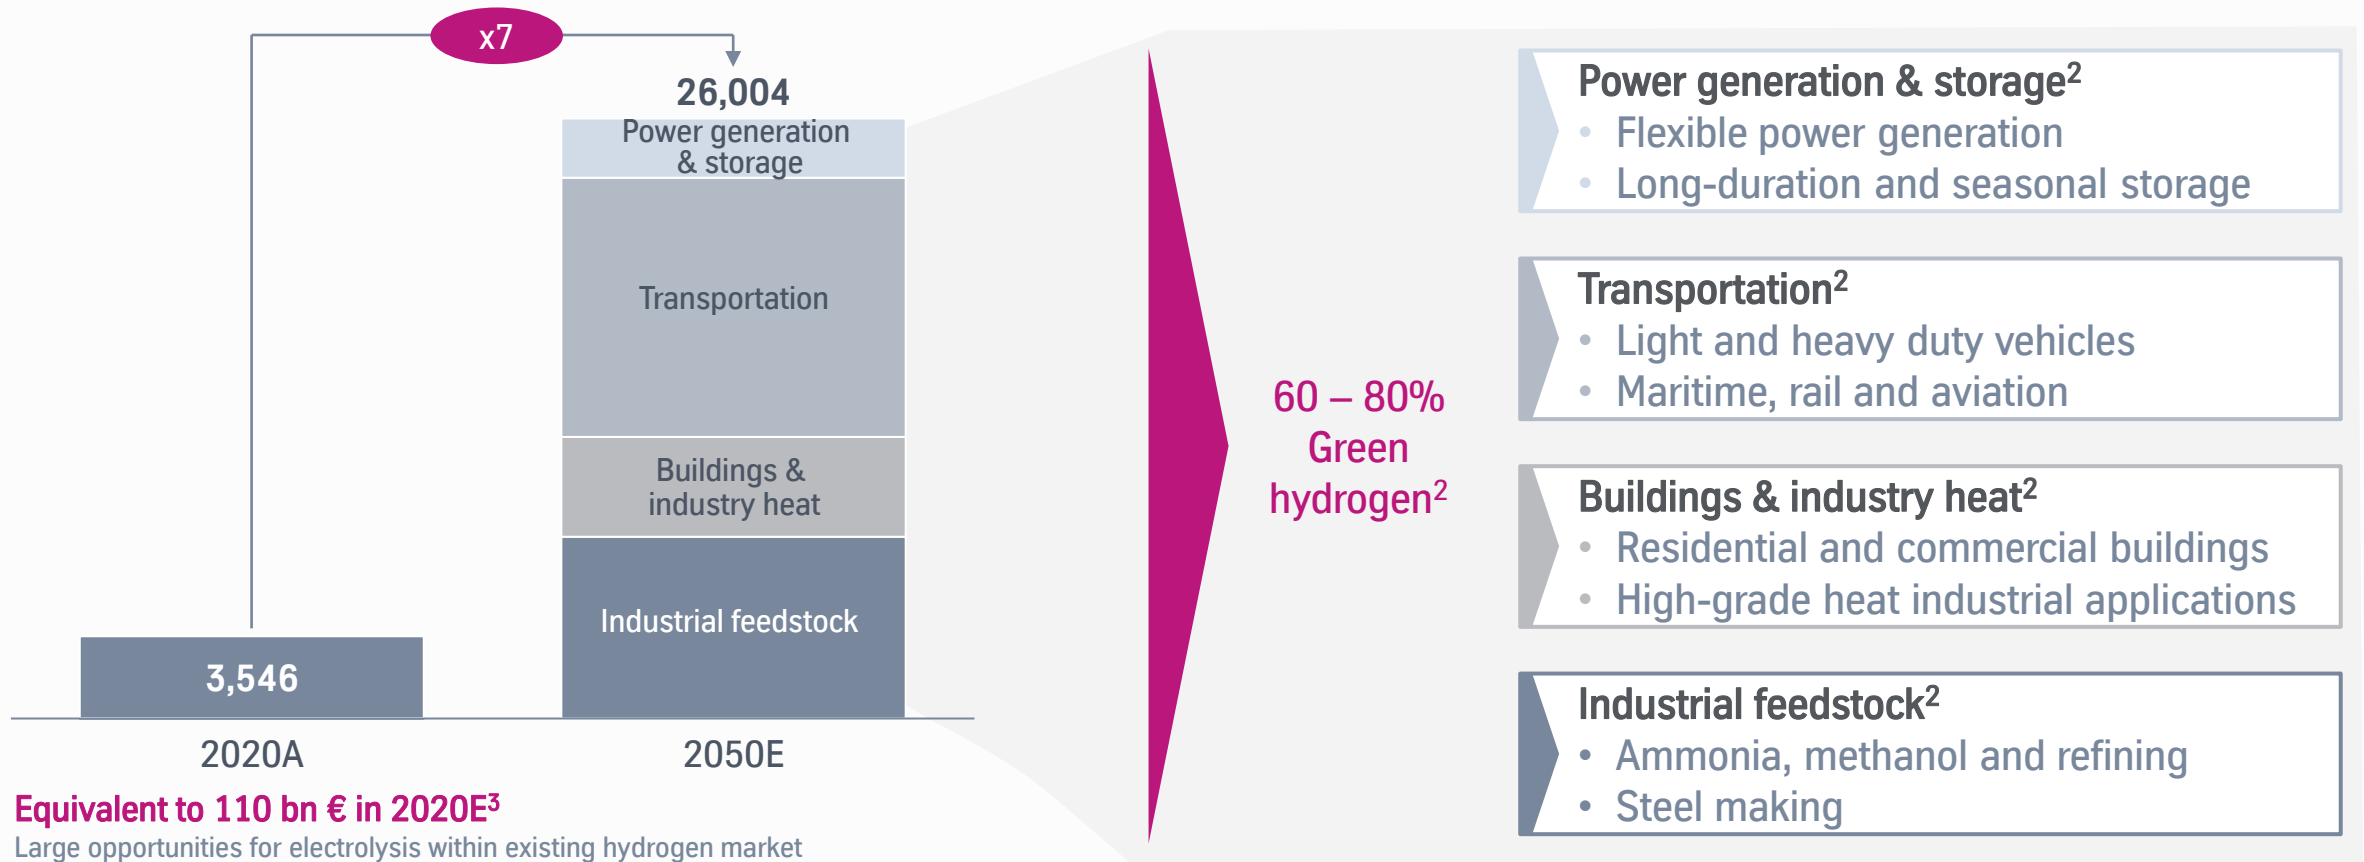 x7
26,004
Power generation
& storage
Transportation
Buildings &
industry heat
Industrial feedstock
3,546
2020A
2050E
Equivalent to 110 bn € in 2020E³
Large opportunities for electrolysis within existing hydrogen market
60 – 80%
Green
hydrogen²
Power generation & storage²
• Flexible power generation
• Long-duration and seasonal storage
Transportation²
• Light and heavy duty vehicles
• Maritime, rail and aviation
Buildings & industry heat²
• Residential and commercial buildings
• High-grade heat industrial applications
Industrial feedstock²
• Ammonia, methanol and refining
• Steel making